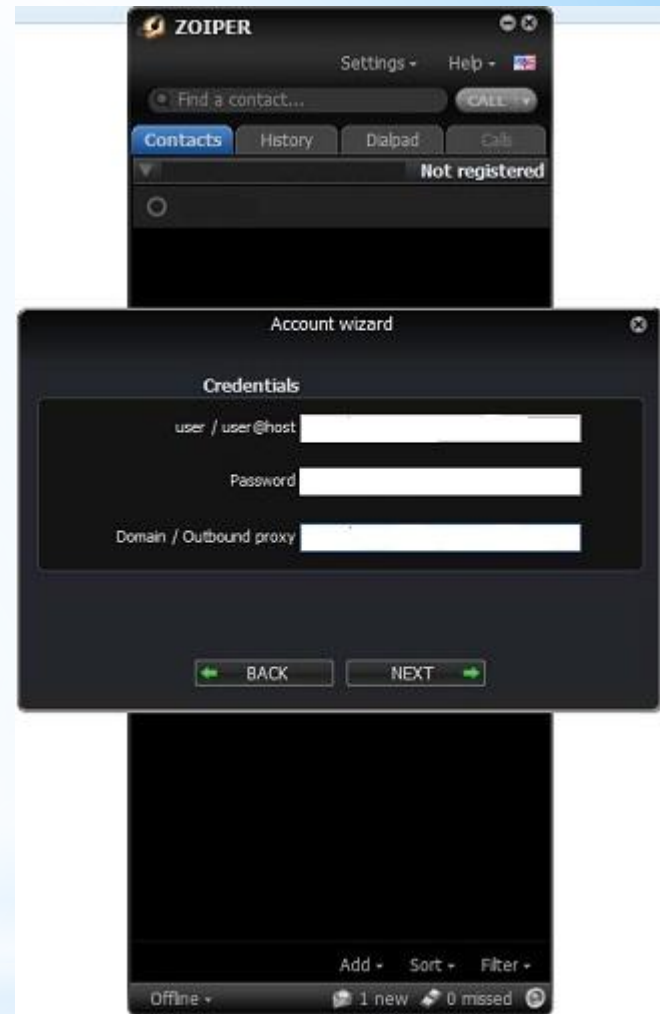 ZOIPER
Settings Help
Find a contact... CALL
Contacts History Dialpad Calls
Not registered
Account wizard
Credentials
user / user@host
Password
Domain / Outbound proxy
BACK NEXT
Add Sort Filter
Offline 1 new 0 missed